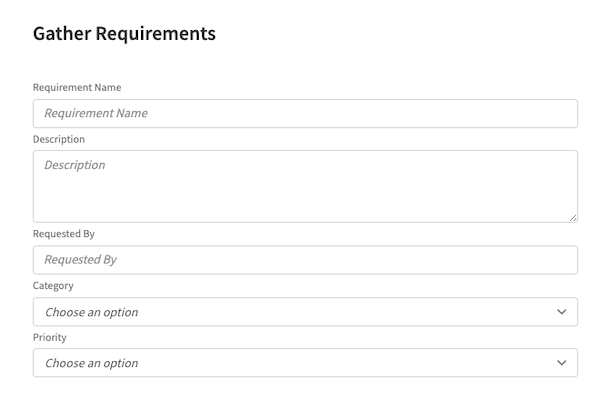 Gather Requirements
Requirement Name
Requirement Name
Description
Description
Requested By
Requested By
Category
Choose an option
Priority
Choose an option